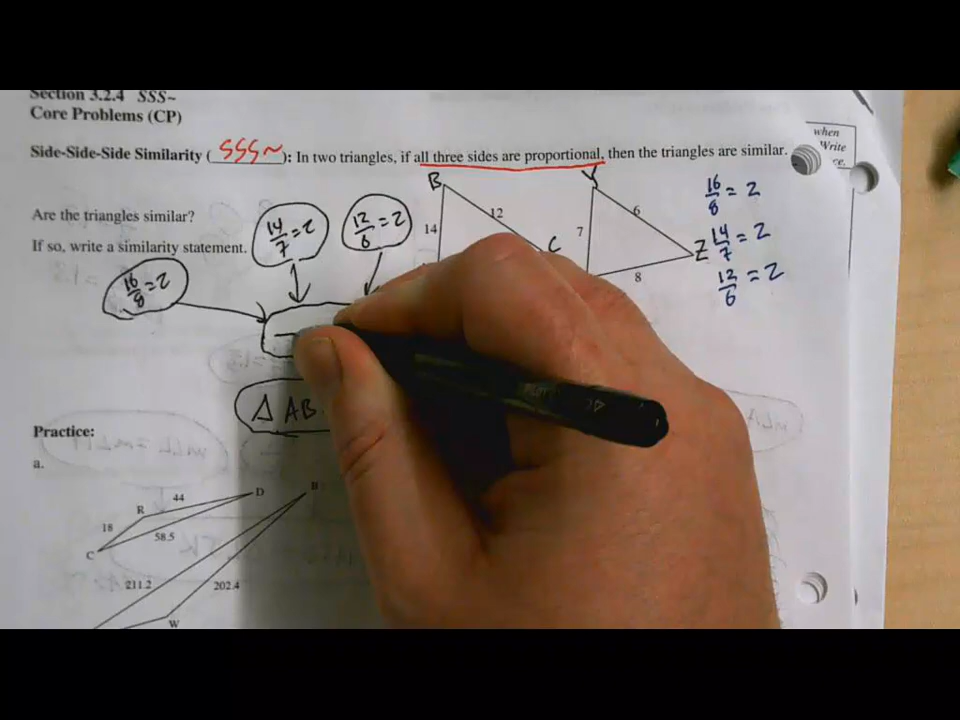 Section 3.2.4 SSS~
Core Problems (CP)
when
Write
ce.
Side-Side-Side Similarity (SSS~): In two triangles, if all three sides are proportional, then the triangles are similar.
Are the triangles similar?
If so, write a similarity statement.
16/8 = 2
14/7 = 2
12/6 = 2
B
14
12
C
Y
7
6
Z
8
16/8 = 2
14/7 = 2
12/6 = 2
Δ AB
Practice:
a.
R
44
D
18
58.5
C
B
211.2
202.4
W